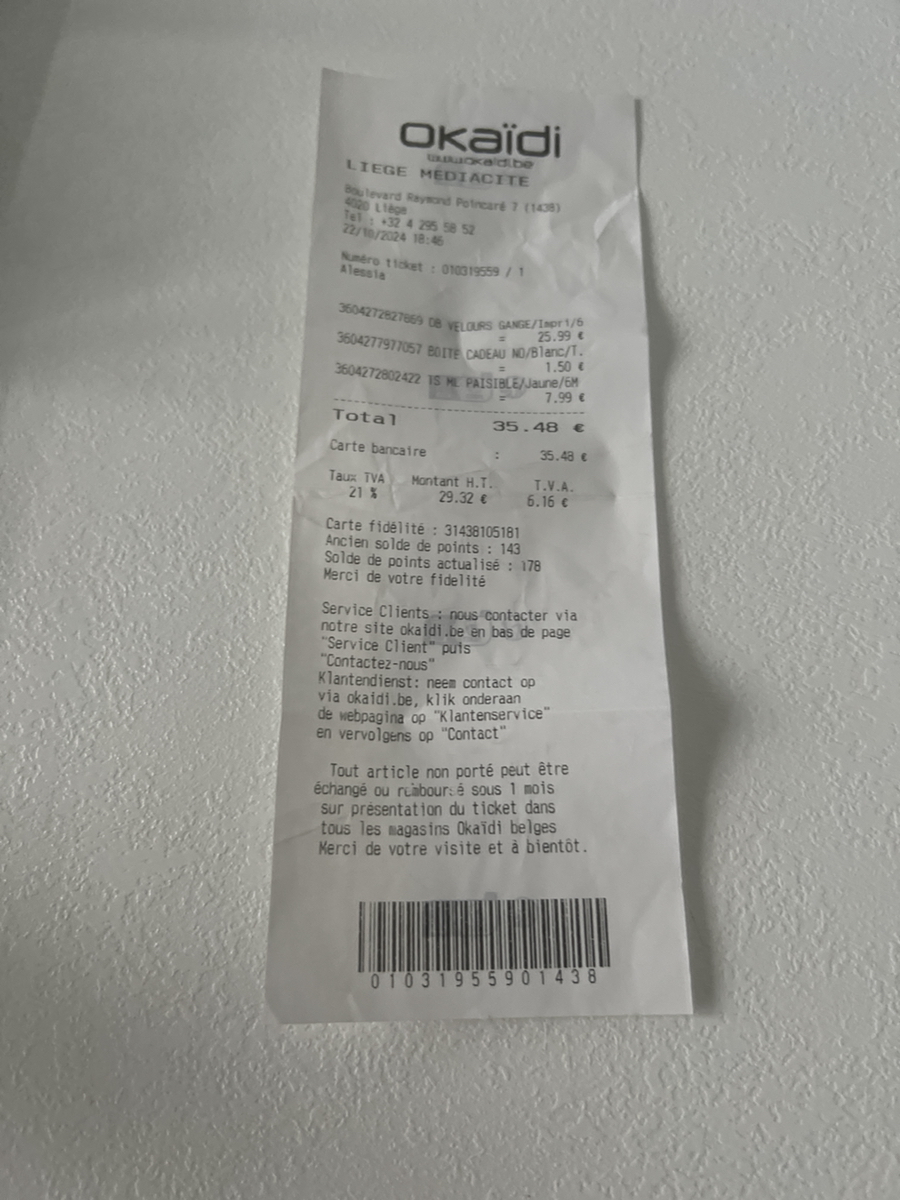 Okaïdi
www.okaidi.be
LIEGE MEDIACITE
Boulevard Raymond Poincaré 7 (1438)
4020 Liège
Tel : +32 4 295 58 52
22/10/2024 18:46
Numéro ticket : 010319559 / 1
Alessia
3604272827869 DB VELOURS GANGE/Impri/6
= 25.99 €
3604277977057 BOITE CADEAU NO/Blanc/T.
= 1.50 €
3604272802422 TS ML PAISIBLE/Jaune/6M
= 7.99 €
Total 35.48 €
Carte bancaire : 35.48 €
Taux TVA Montant H.T. T.V.A.
21 % 29.32 € 6.16 €
Carte fidélité : 31438105181
Ancien solde de points : 143
Solde de points actualisé : 178
Merci de votre fidelité
Service Clients : nous contacter via
notre site okaidi.be en bas de page
"Service Client" puis
"Contactez-nous"
Klantendienst: neem contact op
via okaidi.be, klik onderaan
de webpagina op "Klantenservice"
en vervolgens op "Contact"
Tout article non porté peut être
échangé ou remboursé sous 1 mois
sur présentation du ticket dans
tous les magasins Okaïdi belges
Merci de votre visite et à bientôt.
01031955901438